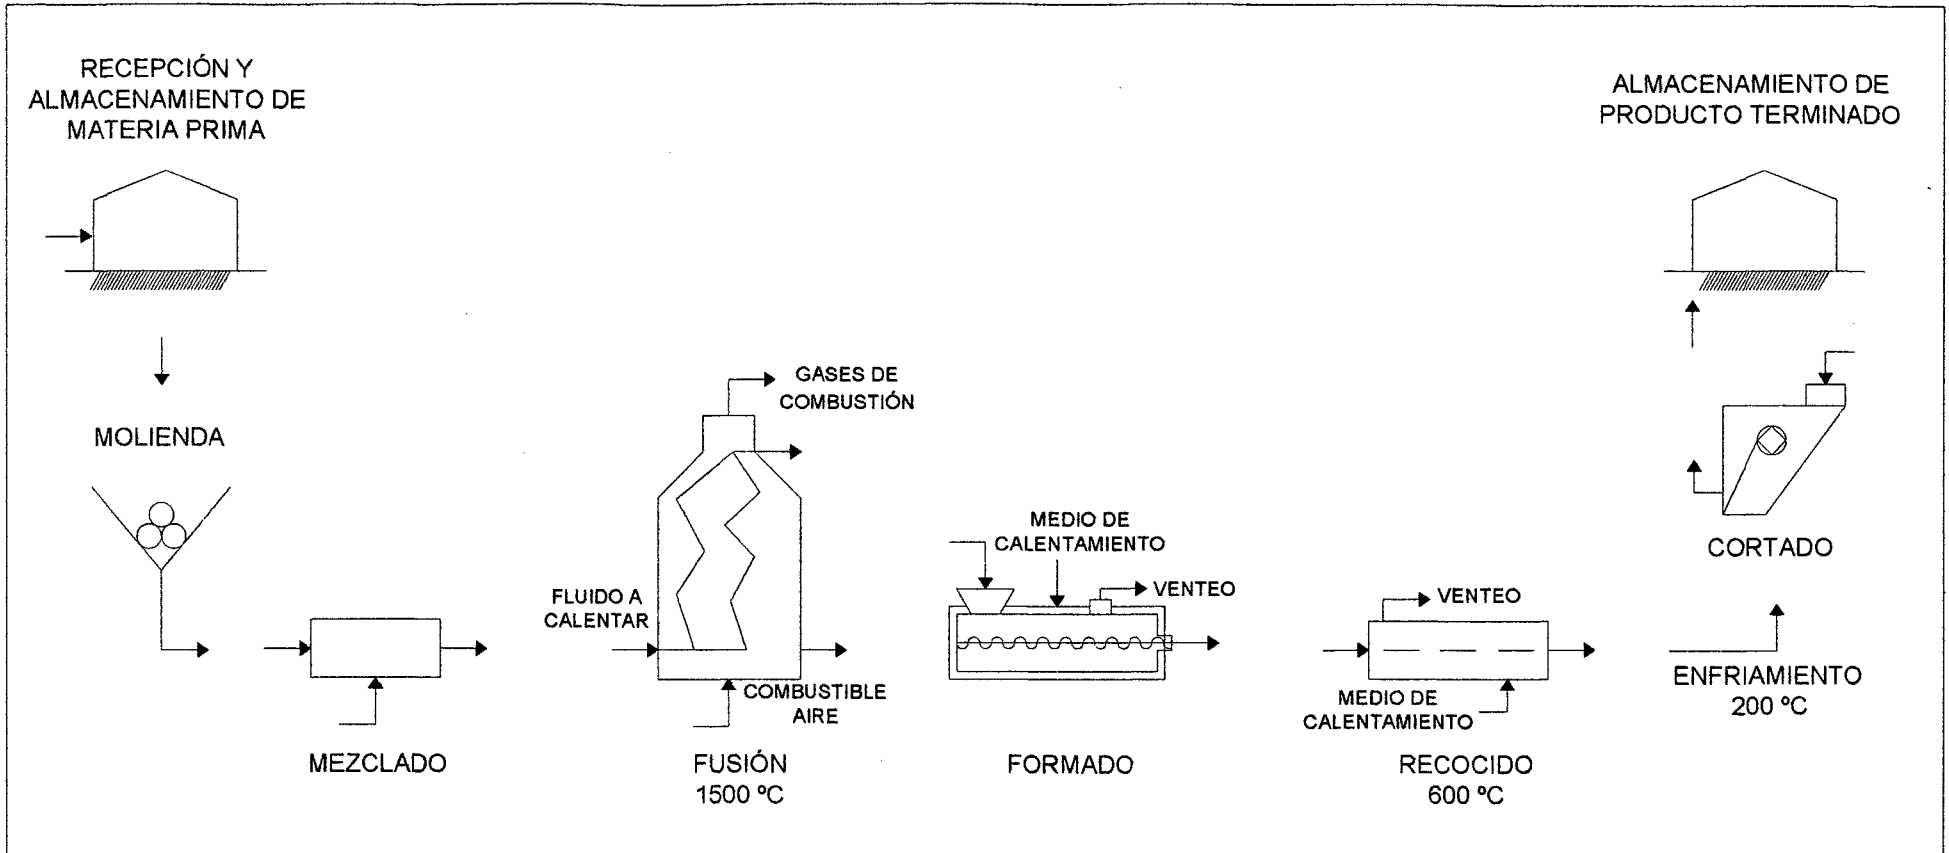 RECEPCIÓN Y
ALMACENAMIENTO DE
MATERIA PRIMA
MOLIENDA
MEZCLADO
GASES DE
COMBUSTIÓN
FLUIDO A
CALENTAR
COMBUSTIBLE
AIRE
FUSIÓN
1500 ºC
MEDIO DE
CALENTAMIENTO
VENTEO
FORMADO
VENTEO
MEDIO DE
CALENTAMIENTO
RECOCIDO
600 ºC
ENFRIAMIENTO
200 ºC
CORTADO
ALMACENAMIENTO DE
PRODUCTO TERMINADO